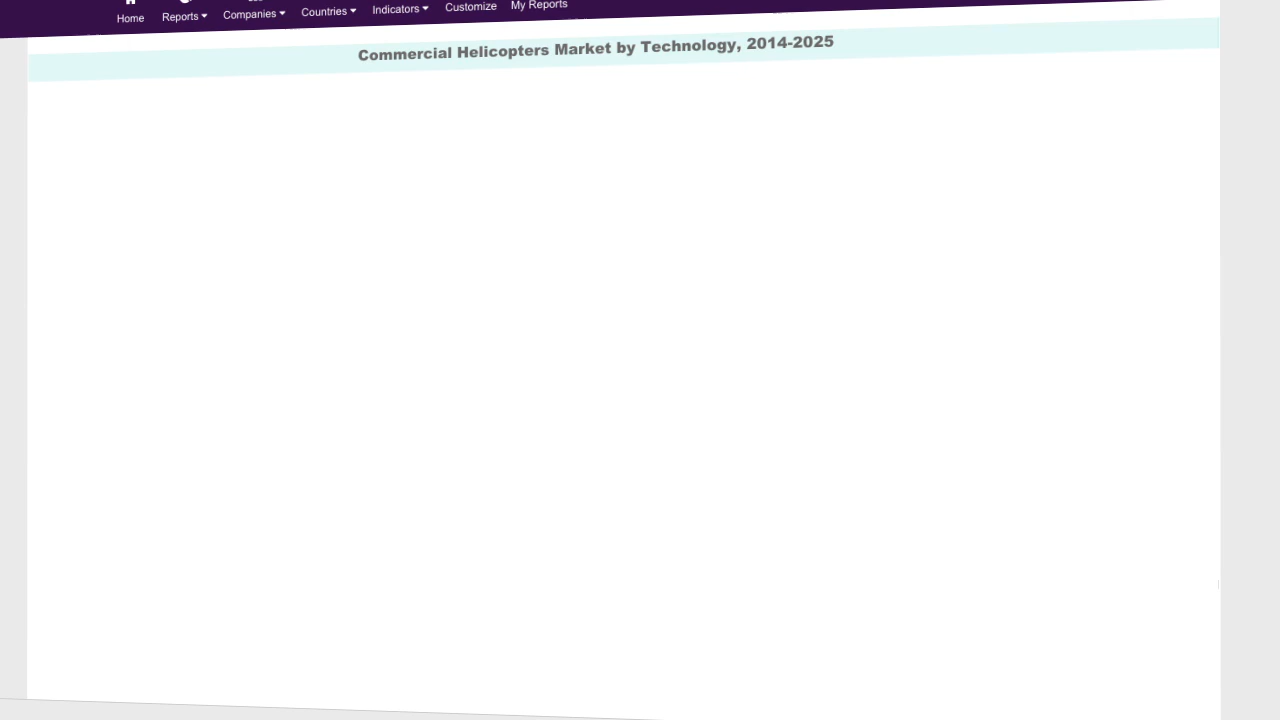 Home Reports Companies Countries Indicators Customize My Reports
Commercial Helicopters Market by Technology, 2014-2025